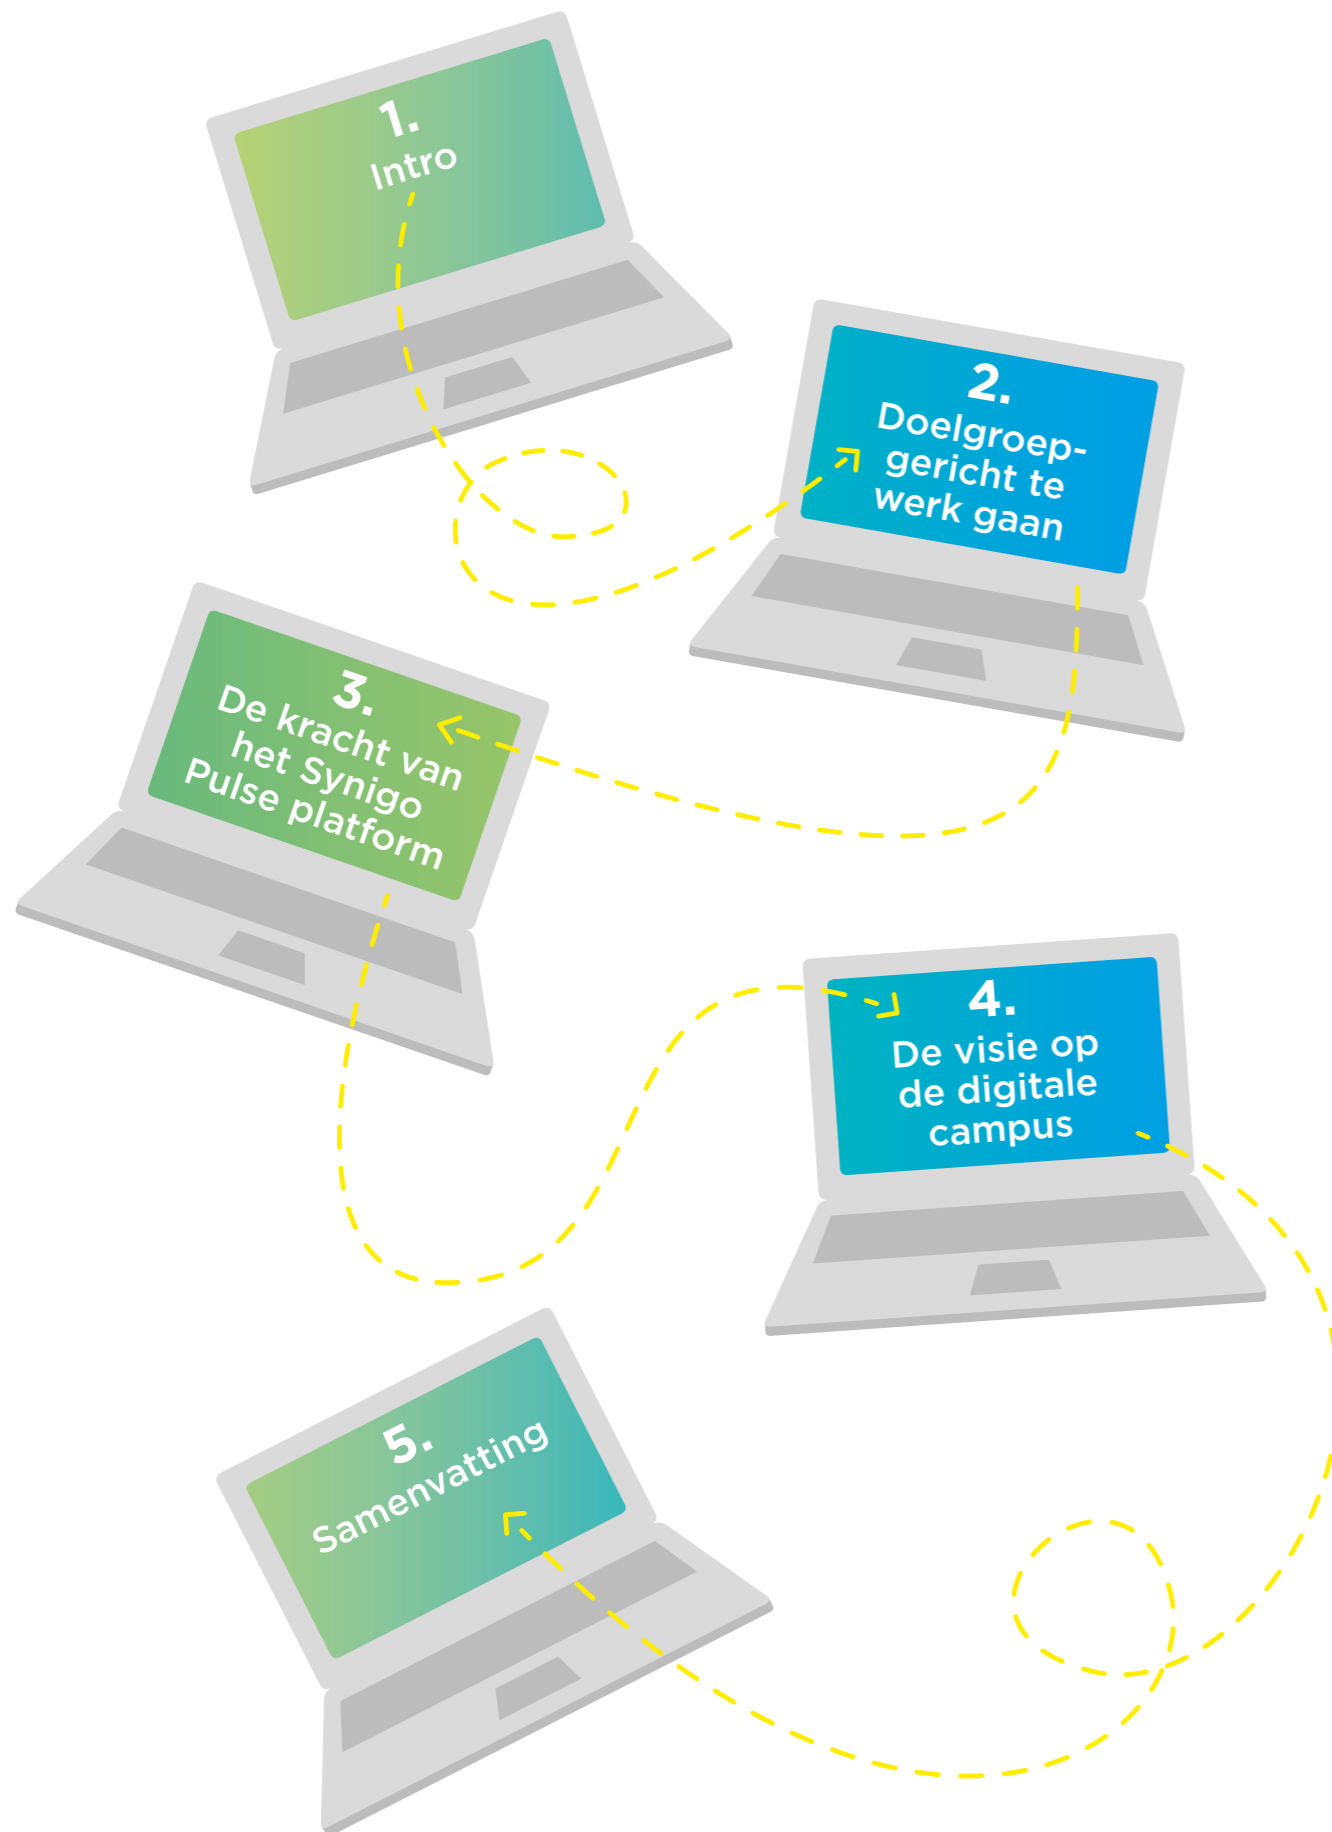 1.
Intro
2.
Doelgroep-
gericht te
werk gaan
3.
De kracht van
het Synigo
Pulse platform
4.
De visie op
de digitale
campus
5.
Samenvatting